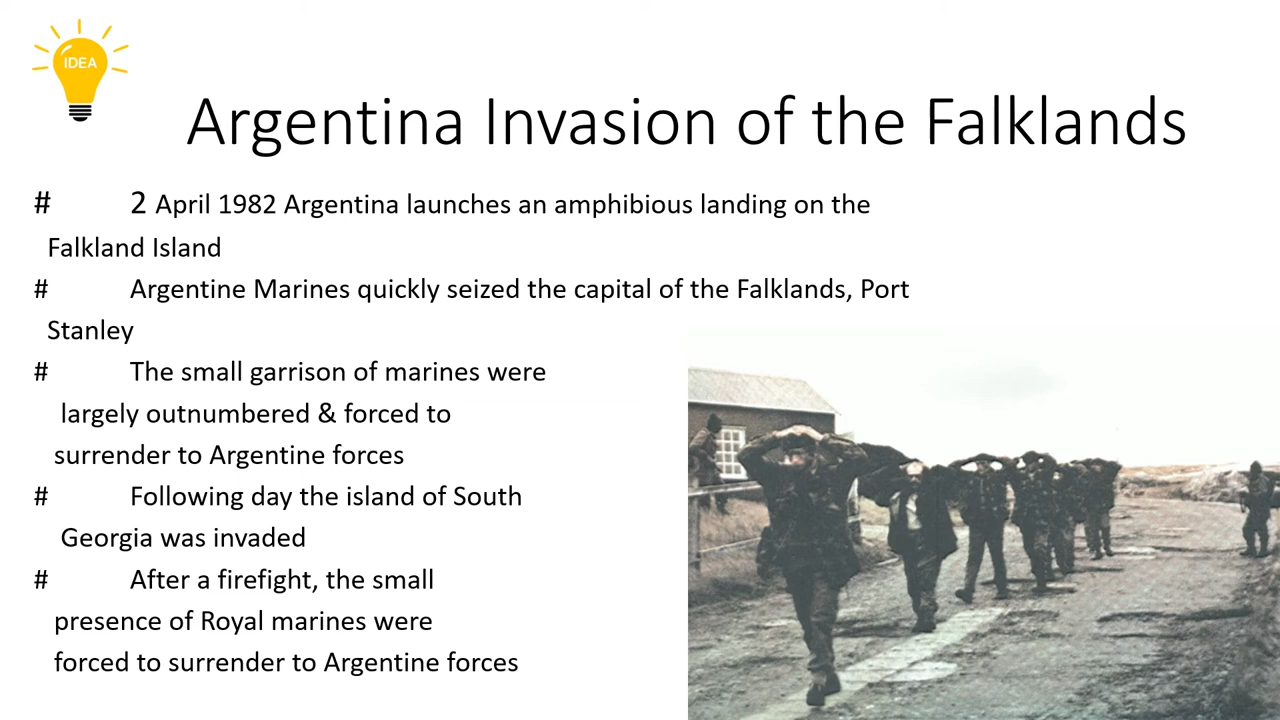 IDEA
Argentina Invasion of the Falklands
# 2 April 1982 Argentina launches an amphibious landing on the
Falkland Island
# Argentine Marines quickly seized the capital of the Falklands, Port
Stanley
# The small garrison of marines were
largely outnumbered & forced to
surrender to Argentine forces
# Following day the island of South
Georgia was invaded
# After a firefight, the small
presence of Royal marines were
forced to surrender to Argentine forces